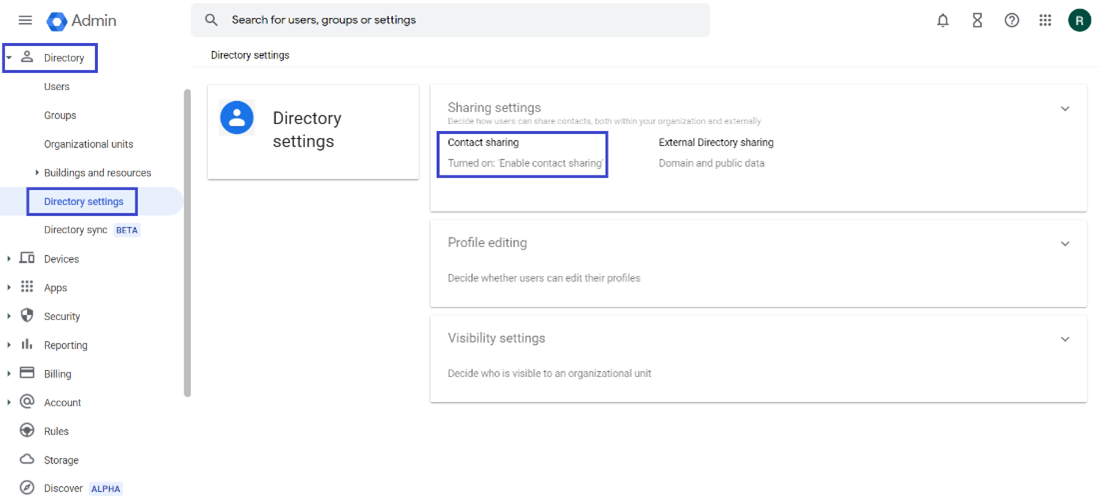 Admin
Search for users, groups or settings
R
Directory
Users
Groups
Organizational units
Buildings and resources
Directory settings
Directory sync BETA
Devices
Apps
Security
Reporting
Billing
Account
Rules
Storage
Discover ALPHA
Directory settings
Directory
settings
Sharing settings
Decide how users can share contacts, both within your organization and externally
Contact sharing
Turned on: 'Enable contact sharing'
External Directory sharing
Domain and public data
Profile editing
Decide whether users can edit their profiles
Visibility settings
Decide who is visible to an organizational unit